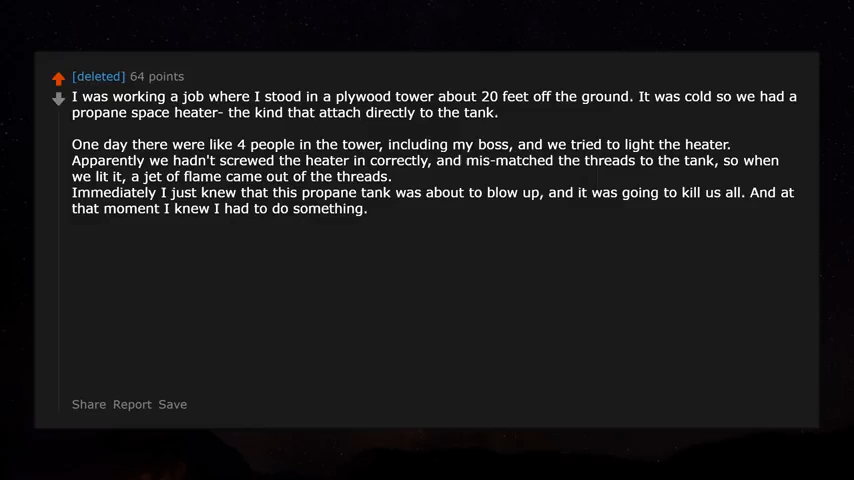 [deleted] 64 points
I was working a job where I stood in a plywood tower about 20 feet off the ground. It was cold so we had a
propane space heater- the kind that attach directly to the tank.
One day there were like 4 people in the tower, including my boss, and we tried to light the heater.
Apparently we hadn't screwed the heater in correctly, and mis-matched the threads to the tank, so when
we lit it, a jet of flame came out of the threads.
Immediately I just knew that this propane tank was about to blow up, and it was going to kill us all. And at
that moment I knew I had to do something.
Share Report Save